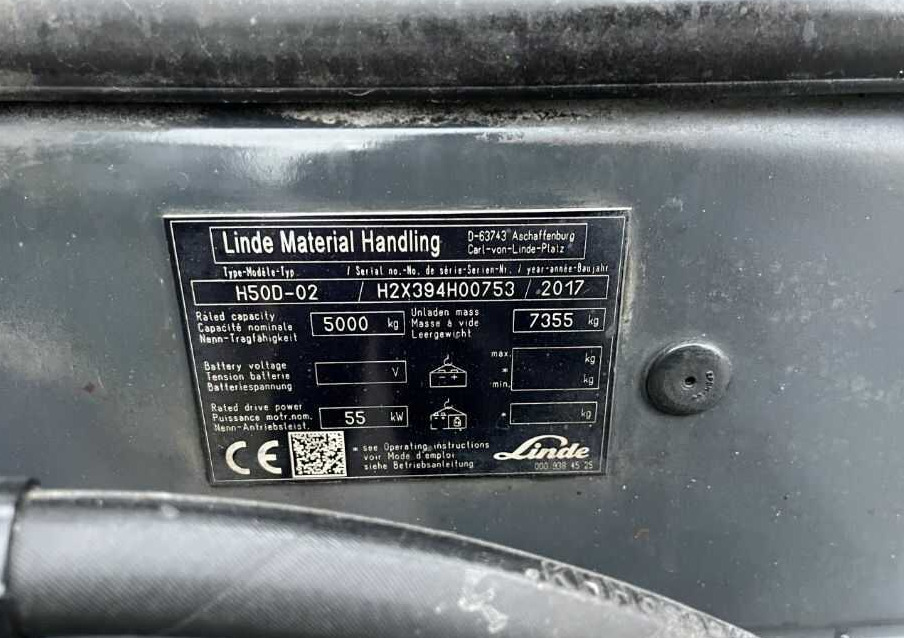 Linde Material Handling
D-63743 Aschaffenburg
Carl-von-Linde-Platz
Type-Modèle-Typ / Serial no.-No. de série-Serien-Nr. / year-année-Baujahr
H50D-02 / H2X394H00753 / 2017
Rated capacity
Capacité nominale
Nenn-Tragfähigkeit
5000 kg
Unladen mass
Masse à vide
Leergewicht
7355 kg
Battery voltage
Tension batterie
Batteriespannung
V
max. kg
*
min. kg
Rated drive power
Puissance motr.nom.
Nenn-Antriebsleist.
55 kW
* kg
CE
* see Operating instructions
voir Mode d'emploi
siehe Betriebsanleitung
Linde
000 938 45 25